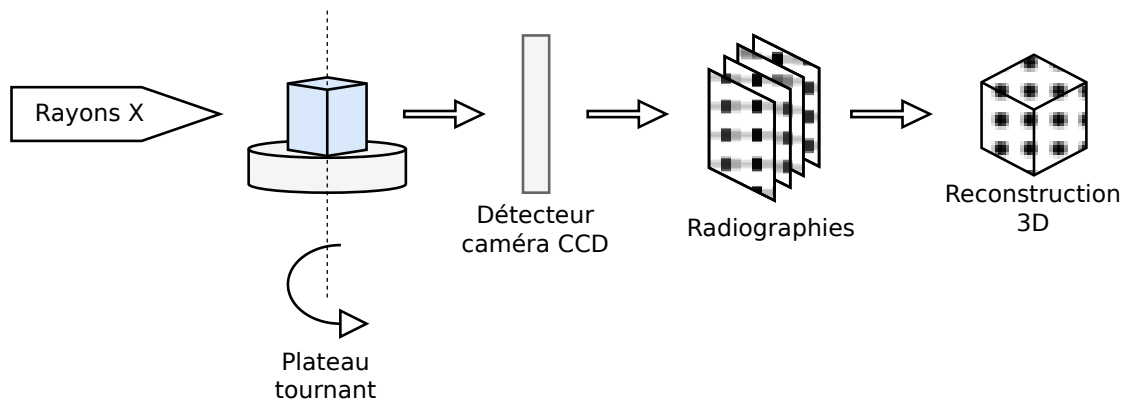 Rayons X
Détecteur
caméra CCD
Radiographies
Reconstruction
3D
Plateau
tournant